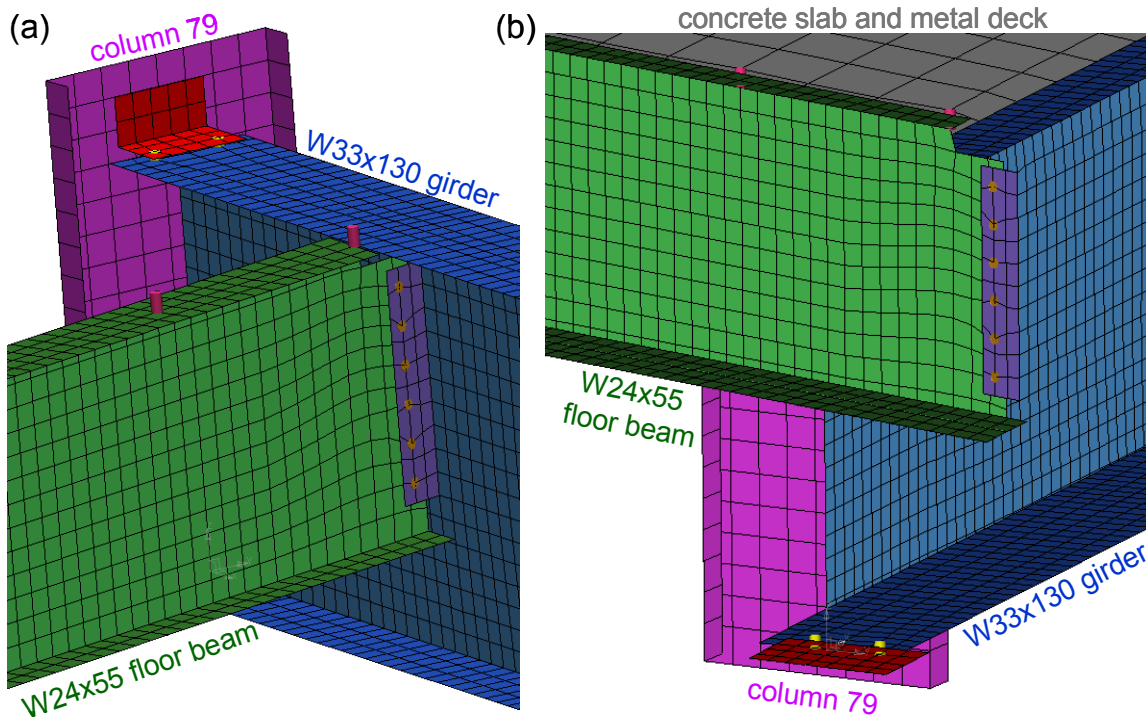 (a)
column 79
W33x130 girder
W24x55 floor beam
(b)
concrete slab and metal deck
W24x55
floor beam
W33x130 girder
column 79